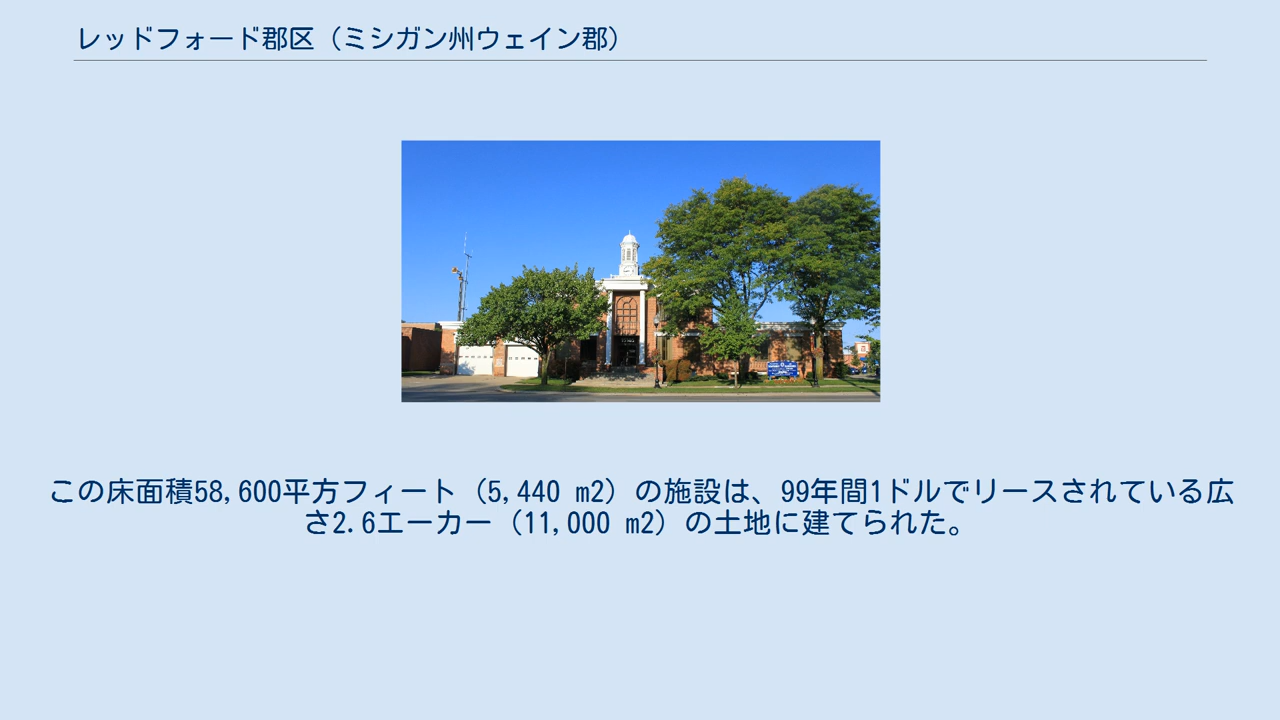 レッドフォード郡区（ミシガン州ウェイン郡）
この床面積58,600平方フィート（5,440 m2）の施設は、99年間1ドルでリースされている広
さ2.6エーカー（11,000 m2）の土地に建てられた。